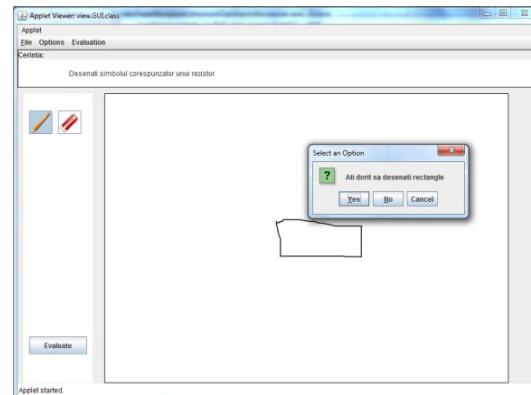 Applet Viewer: view.GUI.class
Applet
File Options Evaluation
Cerinta:
Desenati simbolul corespunzator unui rezistor.
Select an Option
Ati dorit sa desenati rectangle
Yes No Cancel
Evaluate
Applet started.